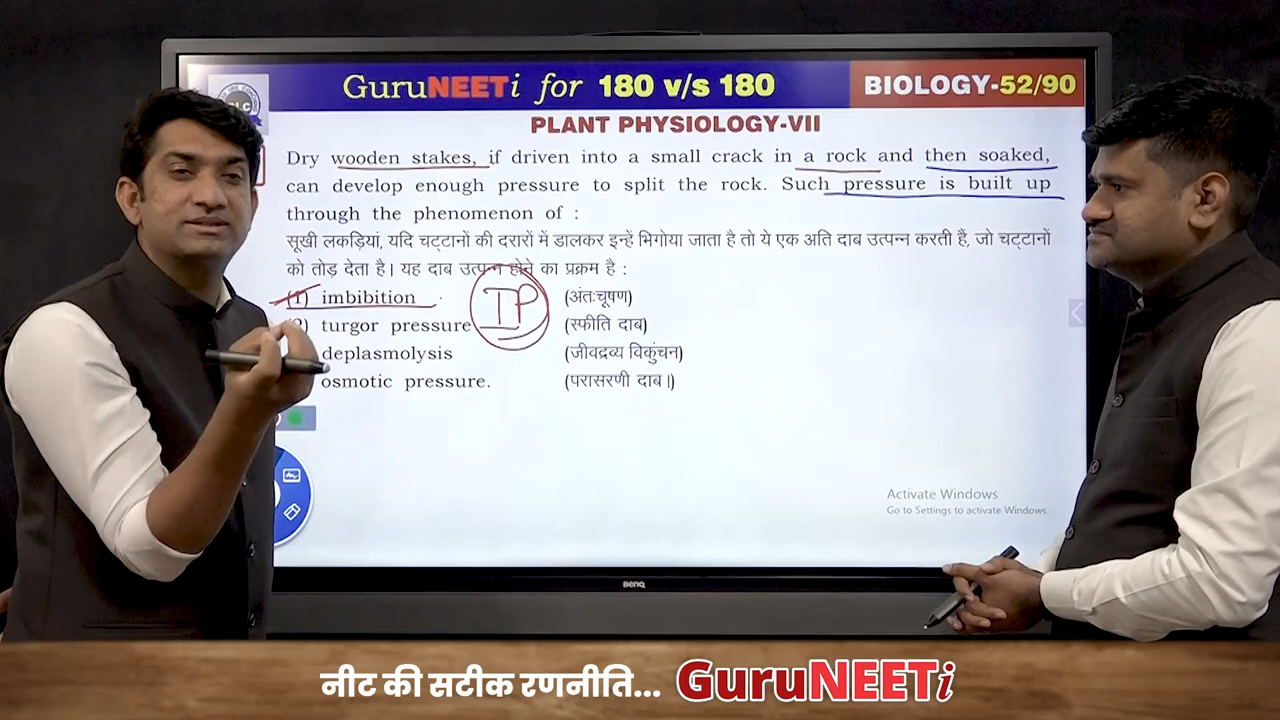 GuruNEETi for 180 v/s 180
BIOLOGY-52/90
PLANT PHYSIOLOGY-VII
Dry wooden stakes, if driven into a small crack in a rock and then soaked,
can develop enough pressure to split the rock. Such pressure is built up
through the phenomenon of :
सूखी लकड़ियां, यदि चट्टानों की दरारों में डालकर इन्हें भिगोया जाता है तो ये एक अति दाब उत्पन्न करती हैं, जो चट्टानों
को तोड़ देता है। यह दाब उत्पन्न होने का प्रक्रम है :
(1) imbibition (अंतःचूषण)
IP
(2) turgor pressure (स्फीति दाब)
deplasmolysis (जीवद्रव्य विकुंचन)
osmotic pressure. (परासरणी दाब।)
Activate Windows
Go to Settings to activate Windows.
BenQ
नीट की सटीक रणनीति... GuruNEETi